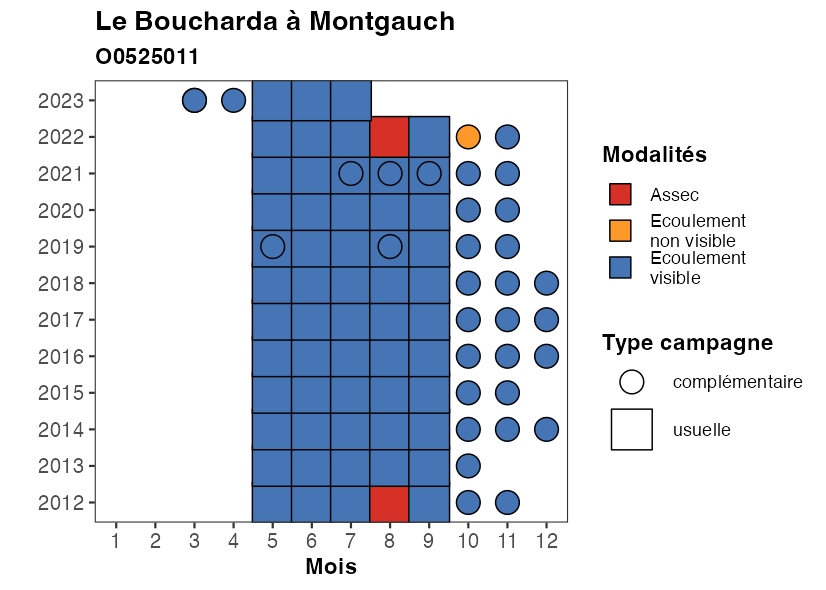 Le Boucharda à Montgauch
O0525011
2023
2022
2021
2020
2019
2018
2017
2016
2015
2014
2013
2012
1 2 3 4 5 6 7 8 9 10 11 12
Mois
Modalités
Assec
Ecoulement
non visible
Ecoulement
visible
Type campagne
complémentaire
usuelle